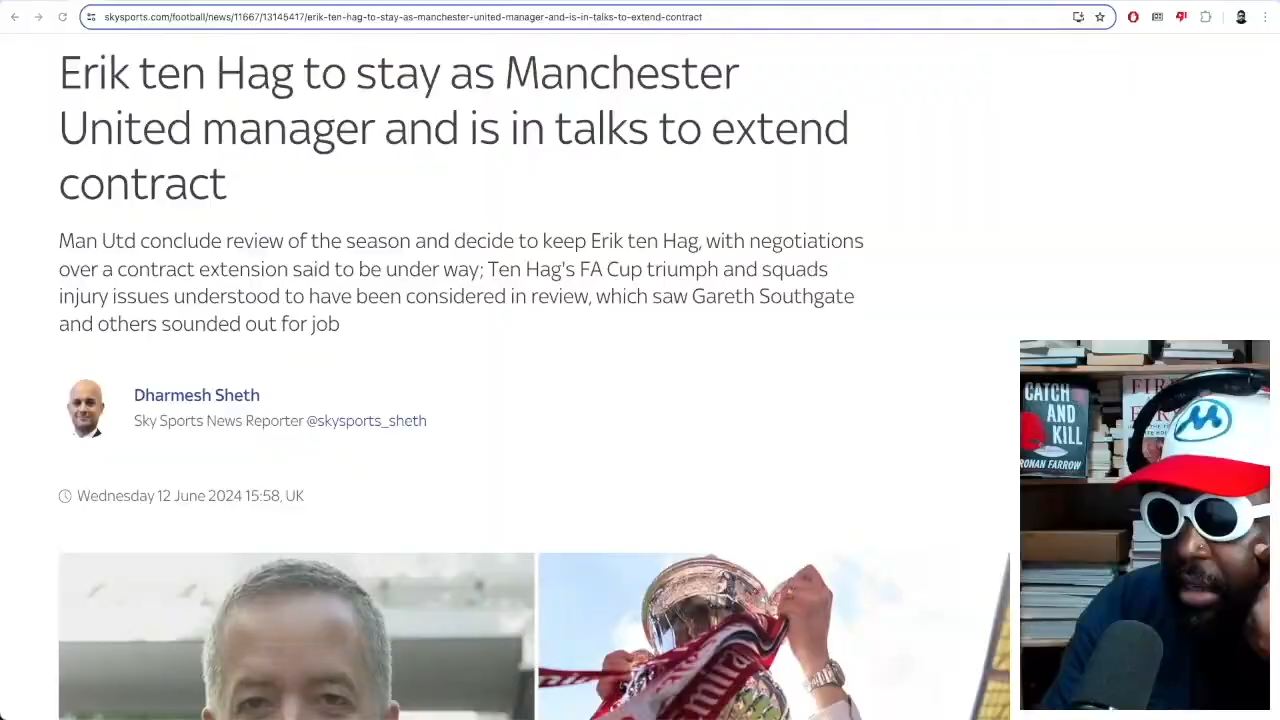 skysports.com/football/news/11667/13145417/erik-ten-hag-to-stay-as-manchester-united-manager-and-is-in-talks-to-extend-contract
Erik ten Hag to stay as Manchester
United manager and is in talks to extend
contract
Man Utd conclude review of the season and decide to keep Erik ten Hag, with negotiations
over a contract extension said to be under way; Ten Hag's FA Cup triumph and squads
injury issues understood to have been considered in review, which saw Gareth Southgate
and others sounded out for job
Dharmesh Sheth
Sky Sports News Reporter @skysports_sheth
Wednesday 12 June 2024 15:58, UK
CATCH
AND
KILL
RONAN FARROW
FIR
M